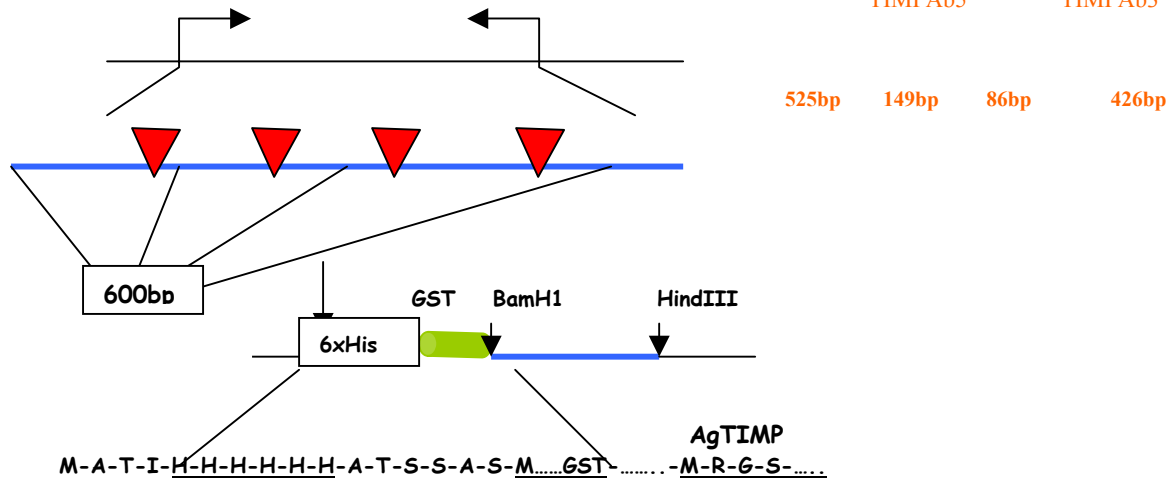 525bp 149bp 86bp 426bp
600bp
GST BamH1 HindIII
6xHis
AgTIMP
M-A-T-I-H-H-H-H-H-H-A-T-S-S-A-S-M……GST-……..-M-R-G-S-…..